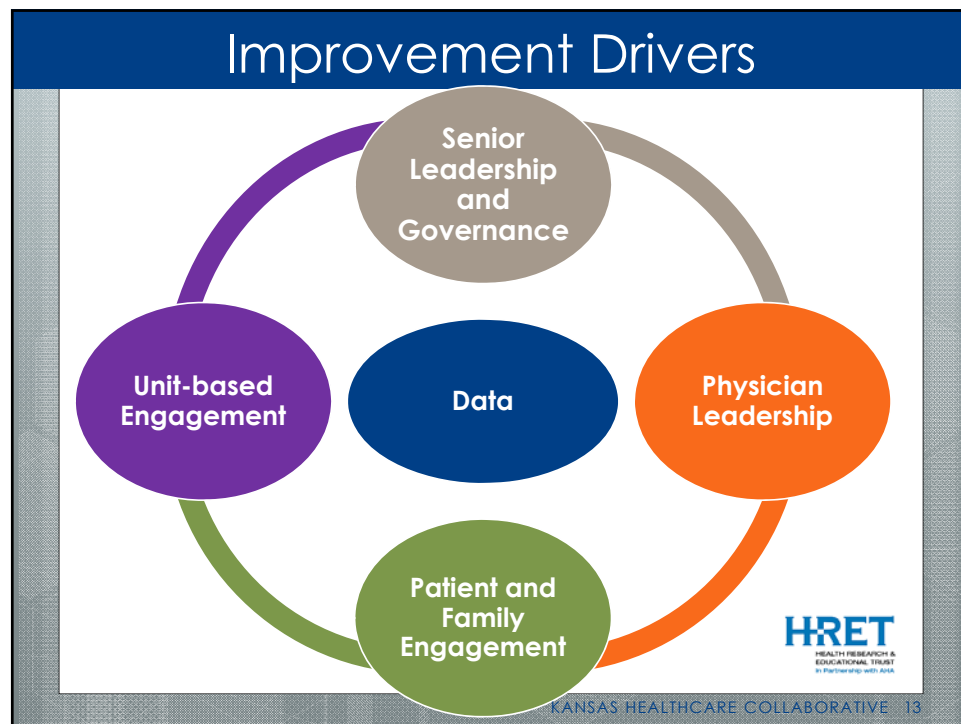 Improvement Drivers
Senior
Leadership
and
Governance
Unit-based
Engagement
Data
Physician
Leadership
Patient and
Family
Engagement
HRET
HEALTH RESEARCH &
EDUCATIONAL TRUST
In Partnership with AHA
KANSAS HEALTHCARE COLLABORATIVE 13